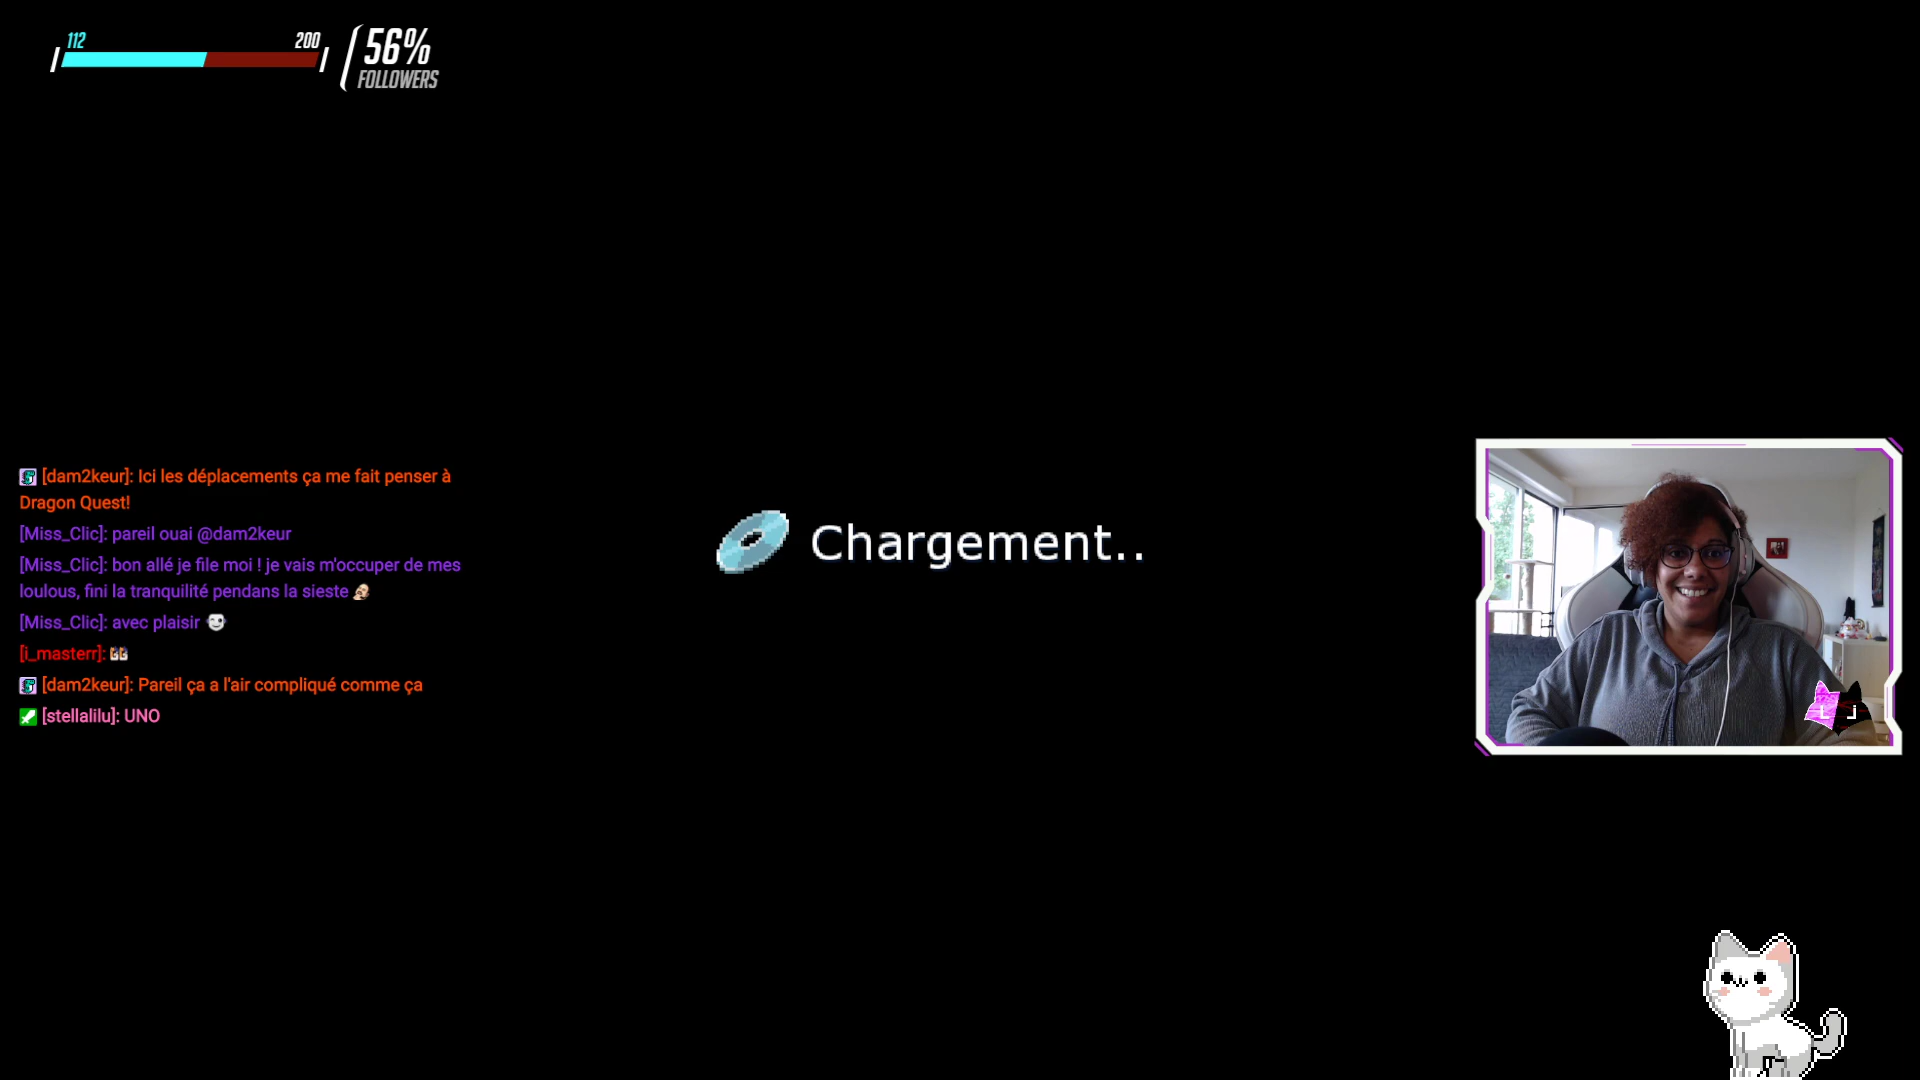 112
200
56%
FOLLOWERS
[dam2keur]: Ici les déplacements ça me fait penser à
Dragon Quest!
[Miss_Clic]: pareil ouai @dam2keur
[Miss_Clic]: bon allé je file moi ! je vais m'occuper de mes
loulous, fini la tranquilité pendans la sieste
[Miss_Clic]: avec plaisir
[i_masterr]:
[dam2keur]: Pareil ça a l'air compliqué comme ça
[stellalilu]: UNO
Chargement..
L J